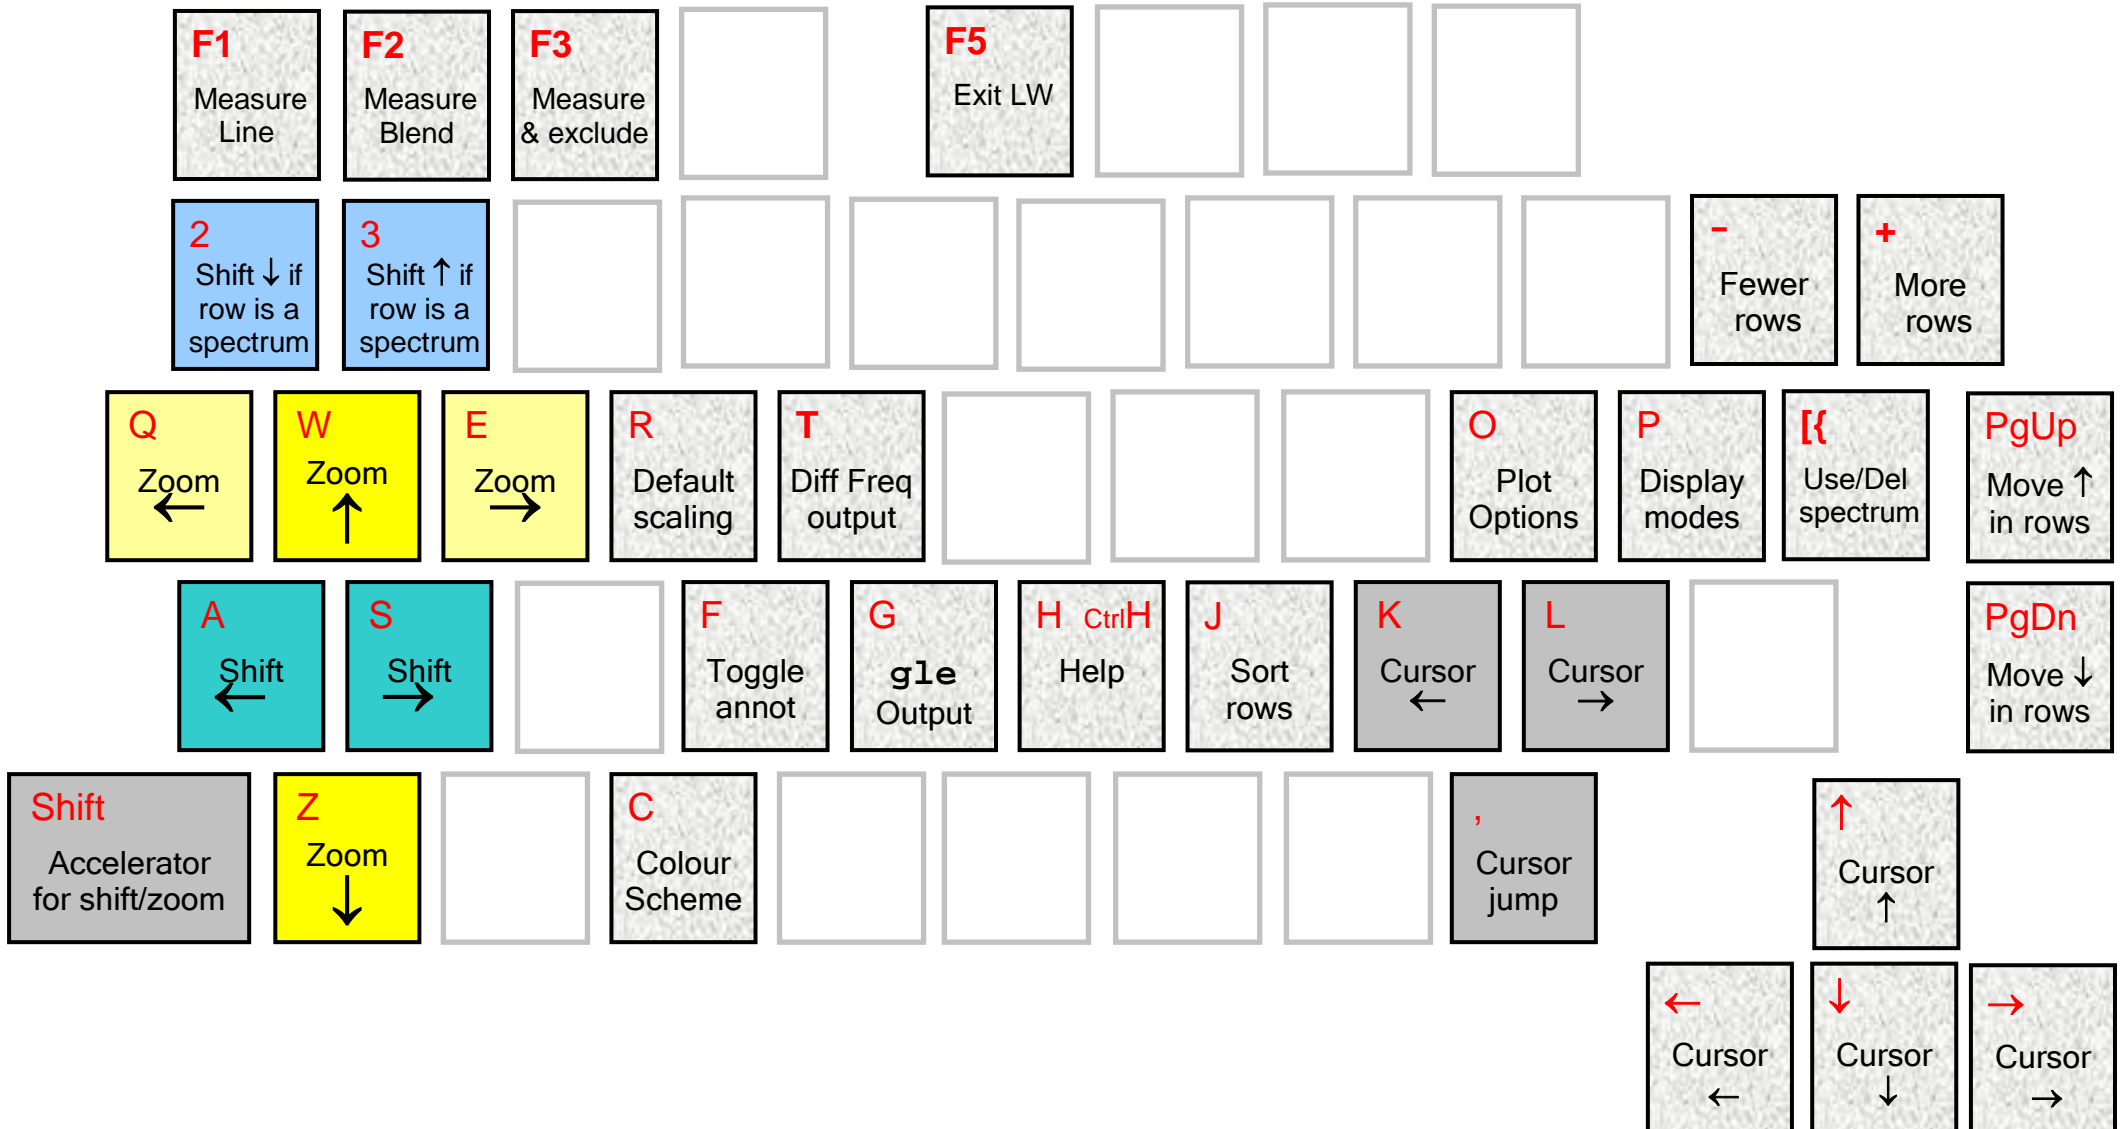 F1
Measure
Line
F2
Measure
Blend
F3
Measure
& exclude
F5
Exit LW
2
Shift ↓ if
row is a
spectrum
3
Shift ↑ if
row is a
spectrum
-
Fewer
rows
+
More
rows
Q
Zoom
←
W
Zoom
↑
E
Zoom
→
R
Default
scaling
T
Diff Freq
output
O
Plot
Options
P
Display
modes
[{
Use/Del
spectrum
PgUp
Move ↑
in rows
A
Shift
←
S
Shift
→
F
Toggle
annot
G
gle
Output
H CtrlH
Help
J
Sort
rows
K
Cursor
←
L
Cursor
→
PgDn
Move ↓
in rows
Shift
Accelerator
for shift/zoom
Z
Zoom
↓
C
Colour
Scheme
,
Cursor
jump
↑
Cursor
↑
←
Cursor
←
↓
Cursor
↓
→
Cursor
→